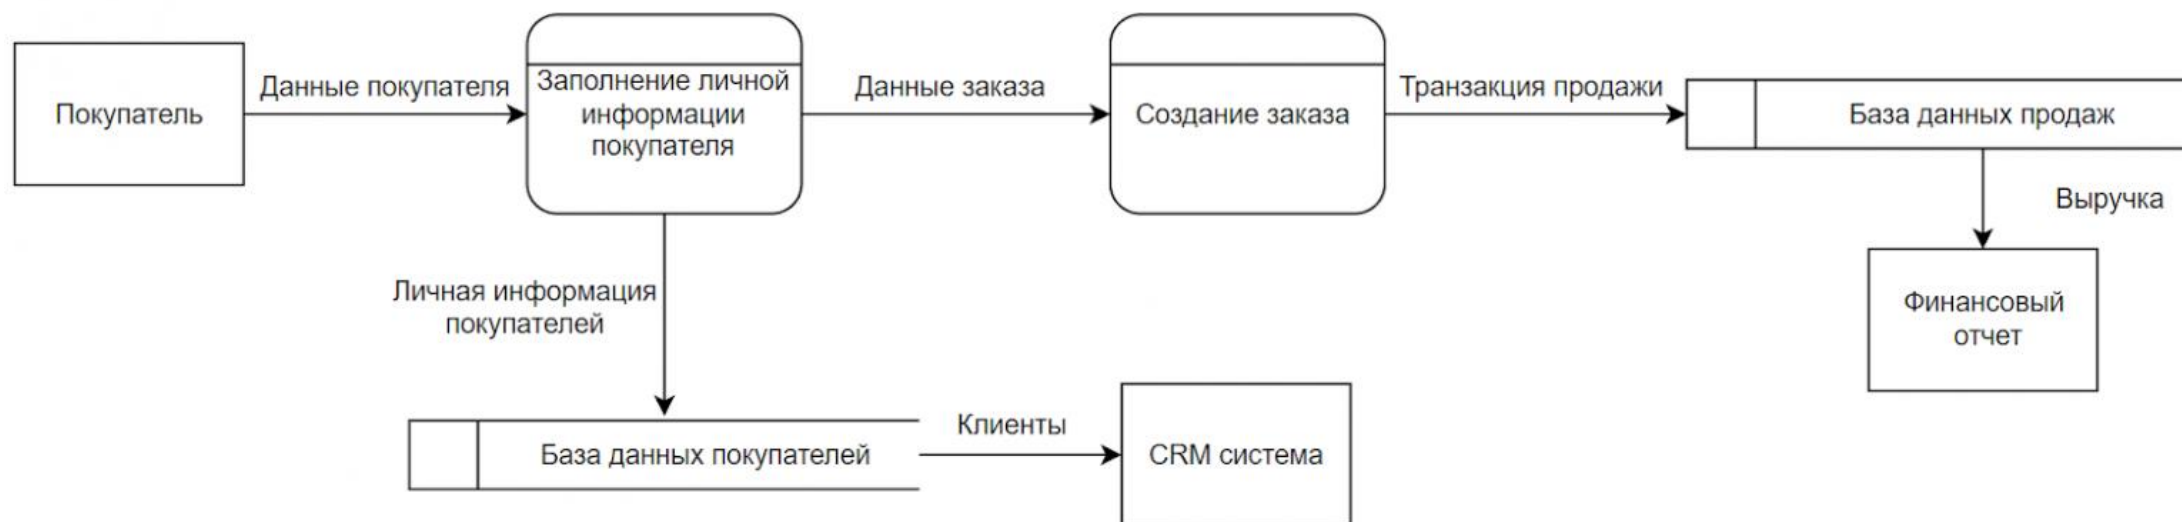 Покупатель
Данные покупателя
Заполнение личной
информации
покупателя
Данные заказа
Создание заказа
Транзакция продажи
База данных продаж
Выручка
Финансовый
отчет
Личная информация
покупателей
База данных покупателей
Клиенты
CRM система